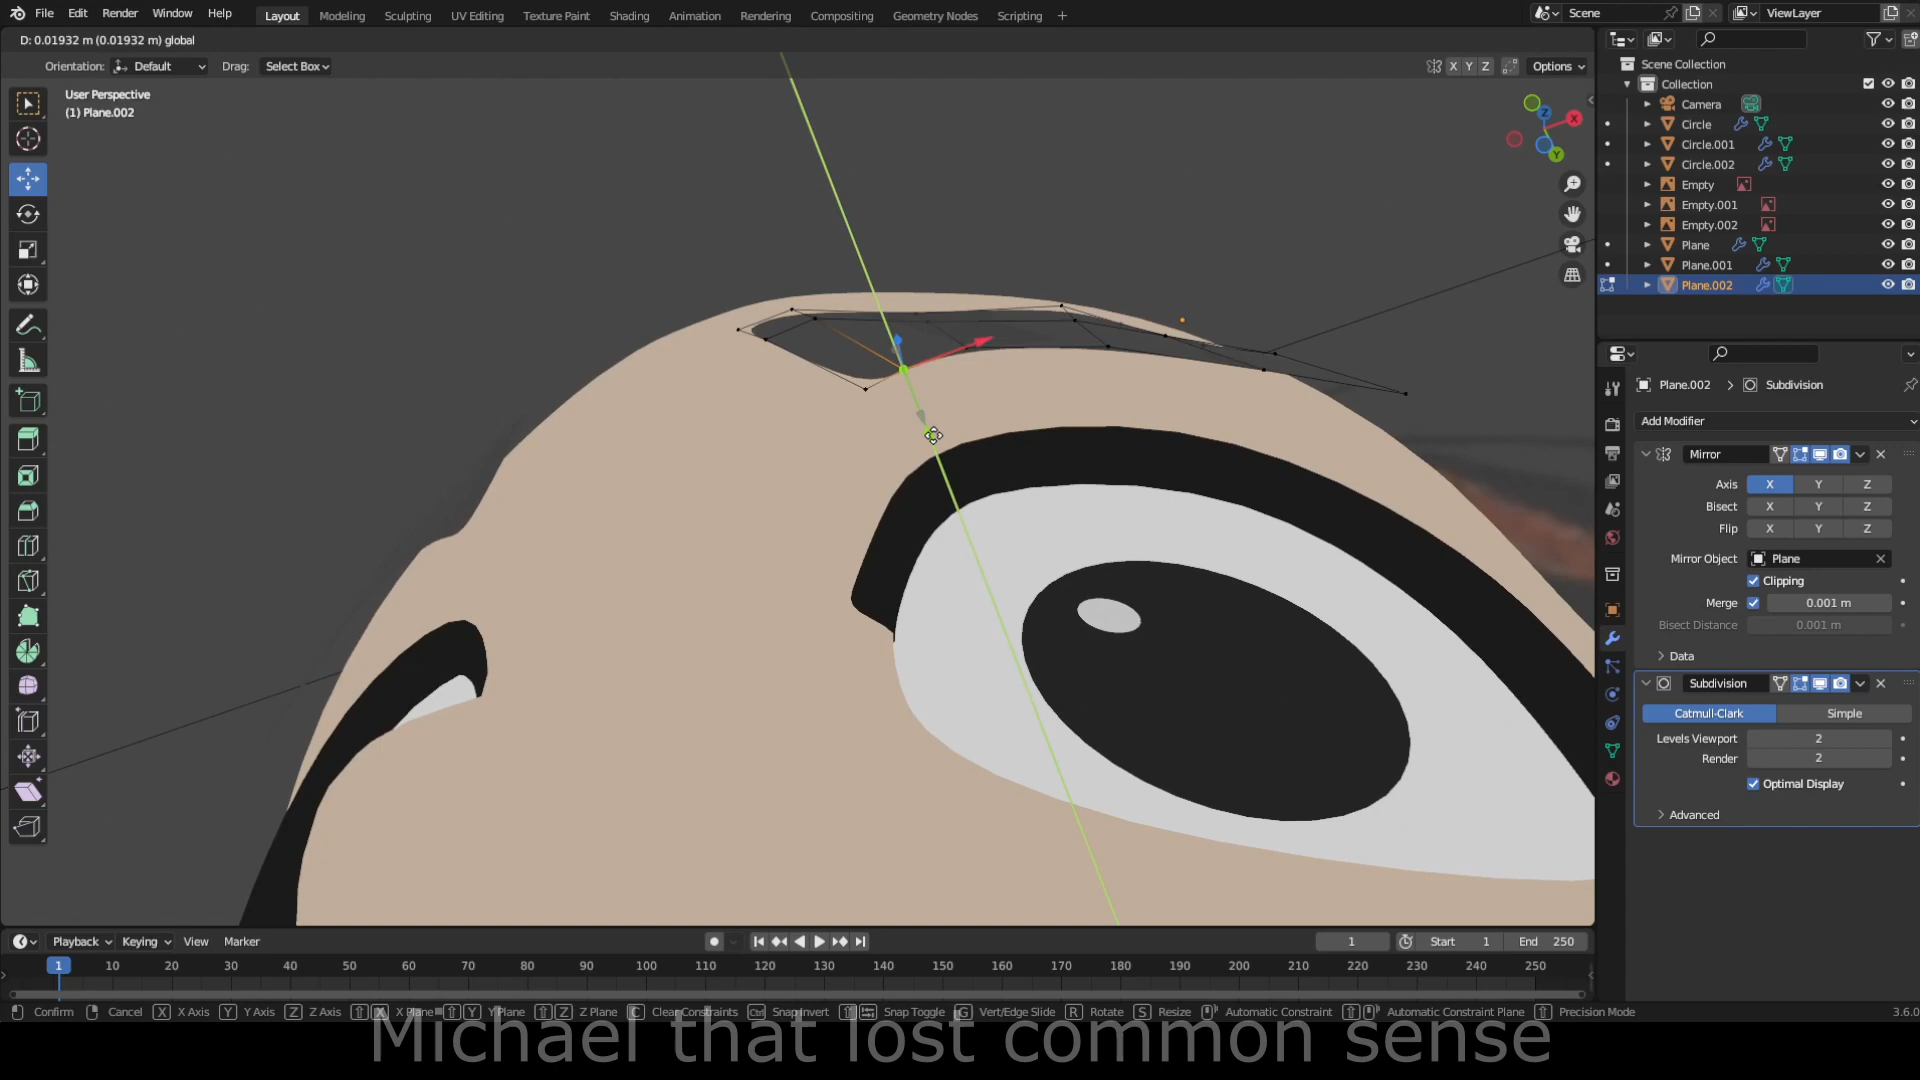 File Edit Render Window Help Layout Modeling Sculpting UV Editing Texture Paint Shading Animation Rendering Compositing Geometry Nodes Scripting + Scene ViewLayer
D: 0.01932 m (0.01932 m) global
Orientation: Default Drag: Select Box X Y Z Options
User Perspective
(1) Plane.002
X
Z
Y
Scene Collection
Collection
Camera
Circle
Circle.001
Circle.002
Empty
Empty.001
Empty.002
Plane
Plane.001
Plane.002
Plane.002 Subdivision
Add Modifier
Mirror
Axis X Y Z
Bisect X Y Z
Flip X Y Z
Mirror Object Plane
Clipping
Merge 0.001 m
Bisect Distance 0.001 m
Data
Subdivision
Catmull-Clark Simple
Levels Viewport 2
Render 2
Optimal Display
Advanced
Playback Keying View Marker 1 Start 1 End 250
1 10 20 30 40 50 60 70 80 90 100 110 120 130 140 150 160 170 180 190 200 210 220 230 240 250
Confirm Cancel X X Axis Y Y Axis Z Z Axis X X Plane Y Y Plane Z Z Plane C Clear Constraints Ctrl Snap Invert Snap Toggle G Vert/Edge Slide R Rotate S Resize Automatic Constraint Automatic Constraint Plane Precision Mode 3.6.0
Michael that lost common sense